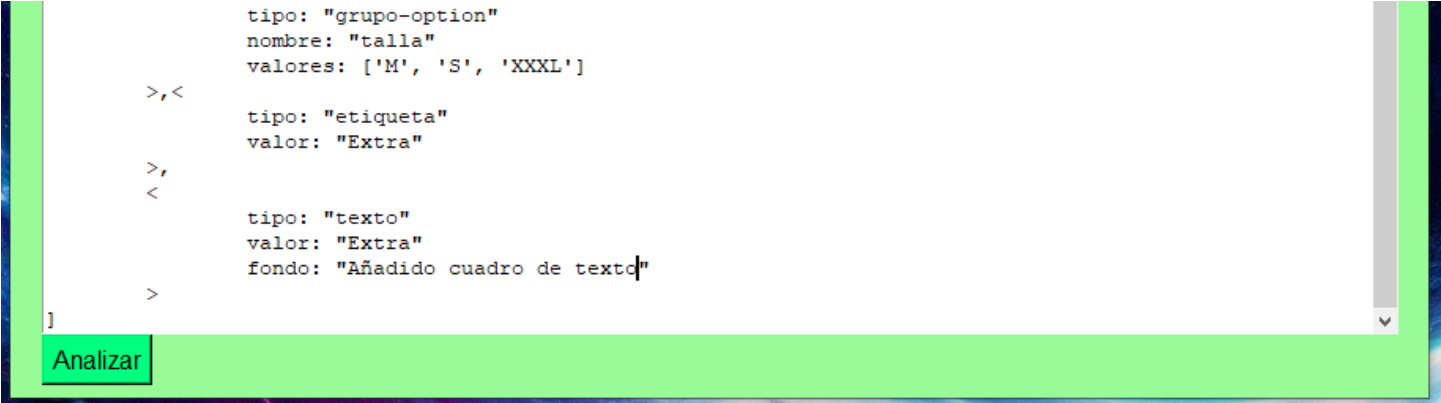 tipo: "grupo-option"
nombre: "talla"
valores: ['M', 'S', 'XXXL']
>,<
tipo: "etiqueta"
valor: "Extra"
>,
<
tipo: "texto"
valor: "Extra"
fondo: "Añadido cuadro de texto"
>
]
Analizar